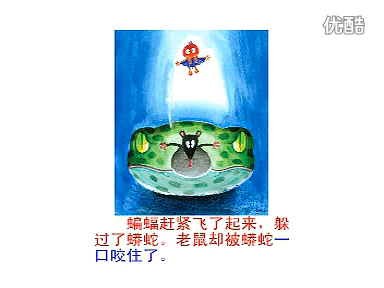 优酷
蝙蝠赶紧飞了起来，躲
过了蟒蛇。老鼠却被蟒蛇一
口咬住了。